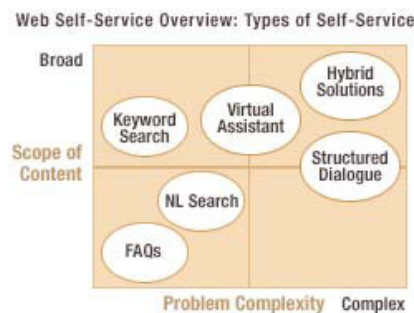 Web Self-Service Overview: Types of Self-Service
Broad
Hybrid
Solutions
Keyword
Search
Virtual
Assistant
Scope of
Content
Structured
Dialogue
NL Search
FAQs
Problem Complexity
Complex